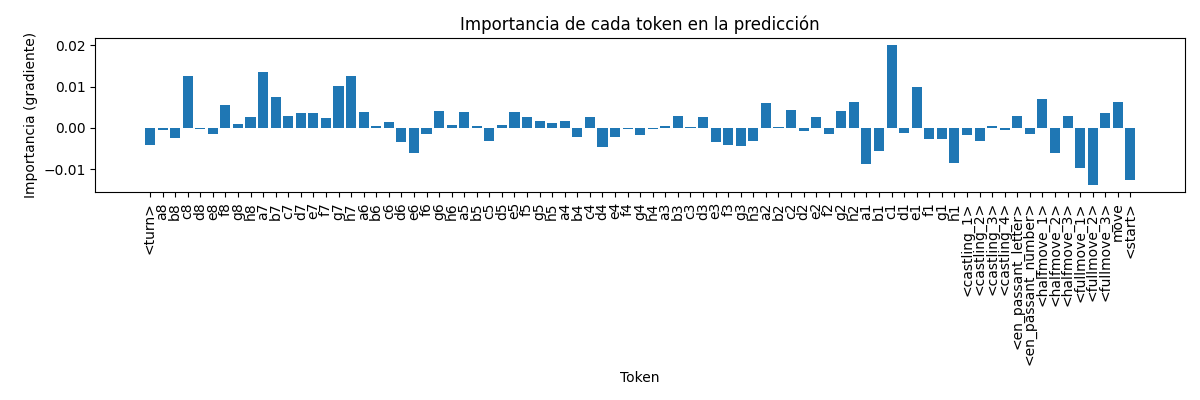 Importancia de cada token en la predicción
Importancia (gradiente)
0.02
0.01
0.00
−0.01
<turn>
a8
b8
c8
d8
e8
f8
g8
h8
a7
b7
c7
d7
e7
f7
g7
h7
a6
b6
c6
d6
e6
f6
g6
h6
a5
b5
c5
d5
e5
f5
g5
h5
a4
b4
c4
d4
e4
f4
g4
h4
a3
b3
c3
d3
e3
f3
g3
h3
a2
b2
c2
d2
e2
f2
g2
h2
a1
b1
c1
d1
e1
f1
g1
h1
<castling_1>
<castling_2>
<castling_3>
<castling_4>
<en_passant_letter>
<en_passant_number>
<halfmove_1>
<halfmove_2>
<halfmove_3>
<fullmove_1>
<fullmove_2>
<fullmove_3>
move
<start>
Token